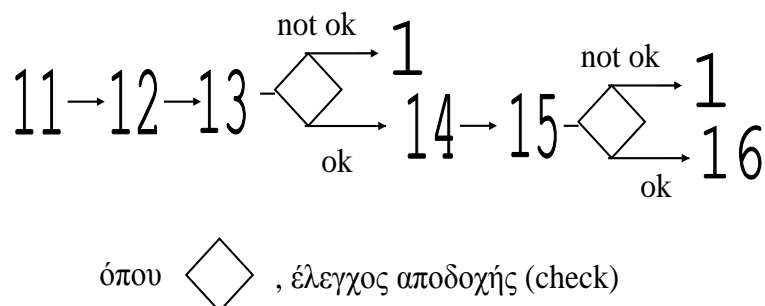 not ok
1
not ok
1
11 12 13
14 15
16
ok
ok
όπου , έλεγχος αποδοχής (check)